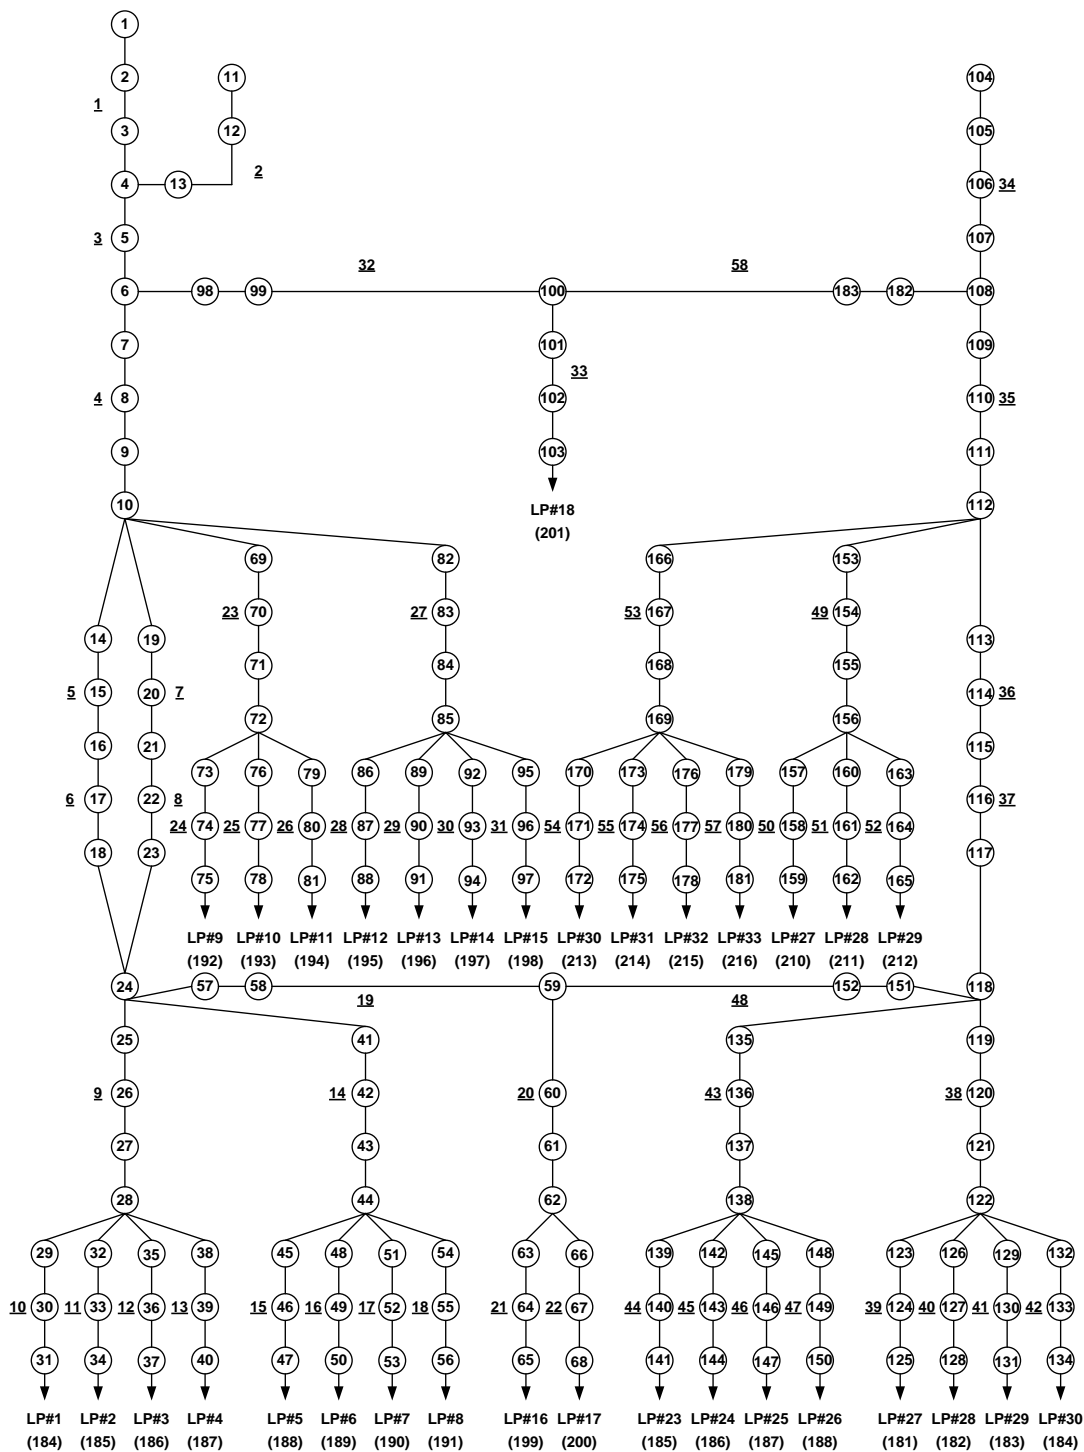 1
2 11 104
1
3 12 105
2
4 13 106 34
3 5 107
32 58
6 98 99 100 183 182 108
7 101 109
33
4 8 102 110 35
9 103 111
10 112
LP#18
(201)
69 82 166 153
23 70 27 83 53 167 49 154
14 19 113
71 84 168 155
5 15 20 7 114 36
72 85 169 156
16 21 115
73 76 79 86 89 92 95 170 173 176 179 157 160 163
6 17 22 8 116 37
24 74 25 77 26 80 28 87 29 90 30 93 31 96 54 171 55 174 56 177 57 180 50 158 51 161 52 164
18 23 117
75 78 81 88 91 94 97 172 175 178 181 159 162 165
LP#9 LP#10 LP#11 LP#12 LP#13 LP#14 LP#15 LP#30 LP#31 LP#32 LP#33 LP#27 LP#28 LP#29
(192) (193) (194) (195) (196) (197) (198) (213) (214) (215) (216) (210) (211) (212)
24 57 58 59 152 151 118
19 48
25 41 135 119
9 26 14 42 20 60 43 136 38 120
27 43 61 137 121
28 44 62 138 122
29 32 35 38 45 48 51 54 63 66 139 142 145 148 123 126 129 132
10 30 11 33 12 36 13 39 15 46 16 49 17 52 18 55 21 64 22 67 44 140 45 143 46 146 47 149 39 124 40 127 41 130 42 133
31 34 37 40 47 50 53 56 65 68 141 144 147 150 125 128 131 134
LP#1 LP#2 LP#3 LP#4 LP#5 LP#6 LP#7 LP#8 LP#16 LP#17 LP#23 LP#24 LP#25 LP#26 LP#27 LP#28 LP#29 LP#30
(184) (185) (186) (187) (188) (189) (190) (191) (199) (200) (185) (186) (187) (188) (181) (182) (183) (184)